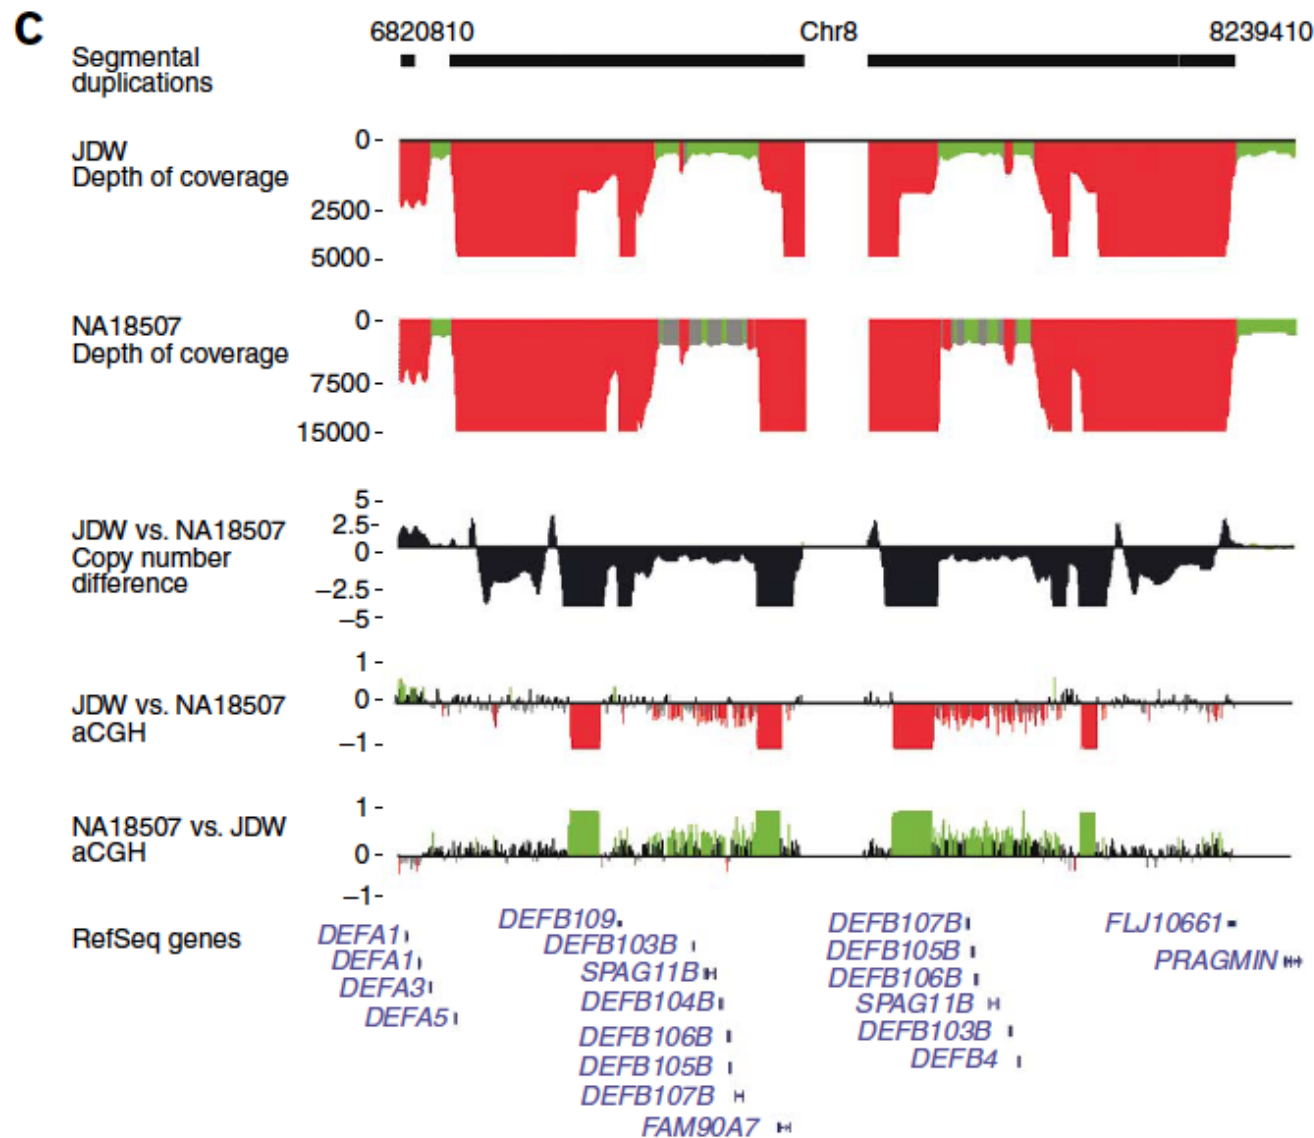 C
6820810 Chr8 8239410
Segmental
duplications
JDW
Depth of coverage
0-
2500-
5000-
NA18507
Depth of coverage
0-
7500-
15000-
JDW vs. NA18507
Copy number
difference
5-
2.5-
0-
−2.5-
−5-
JDW vs. NA18507
aCGH
1-
0-
−1-
NA18507 vs. JDW
aCGH
1-
0-
−1-
RefSeq genes
DEFA1
DEFA1
DEFA3
DEFA5
DEFB109
DEFB103B
SPAG11B
DEFB104B
DEFB106B
DEFB105B
DEFB107B
FAM90A7
DEFB107B
DEFB105B
DEFB106B
SPAG11B
DEFB103B
DEFB4
FLJ10661
PRAGMIN